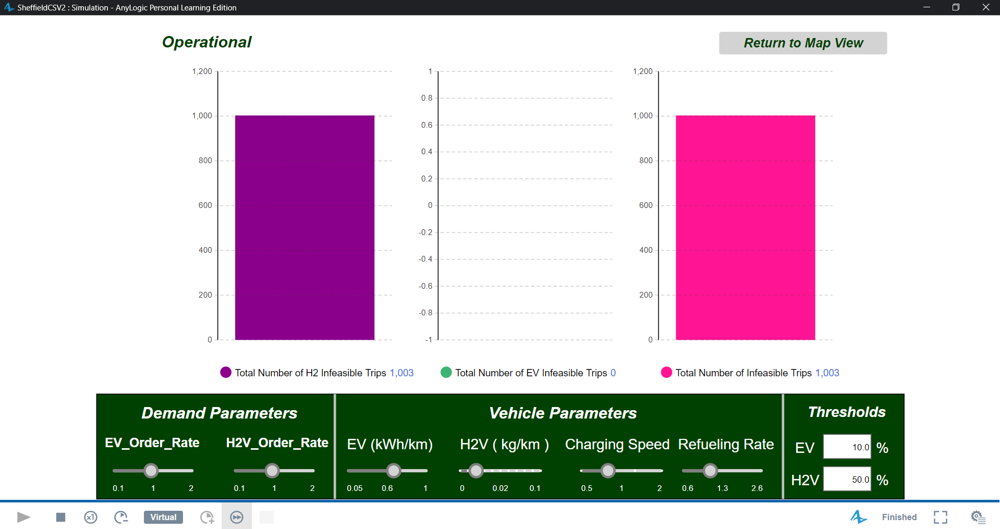 SheffieldCSV2 : Simulation - AnyLogic Personal Learning Edition
Operational
Return to Map View
1,200
1,000
800
600
400
200
0
1
0.8
0.6
0.4
0.2
0
-0.2
-0.4
-0.6
-0.8
-1
1,200
1,000
800
600
400
200
0
Total Number of H2 Infeasible Trips 1,003
Total Number of EV Infeasible Trips 0
Total Number of Infeasible Trips 1,003
Demand Parameters
EV_Order_Rate
H2V_Order_Rate
0.1 1 2
0.1 1 2
Vehicle Parameters
EV (kWh/km)
H2V ( kg/km )
Charging Speed
Refueling Rate
0.05 0.6 1
0 0.02 0.1
0.5 1 2
0.6 1.3 2.6
Thresholds
EV 10.0 %
H2V 50.0 %
x1
Virtual
Finished